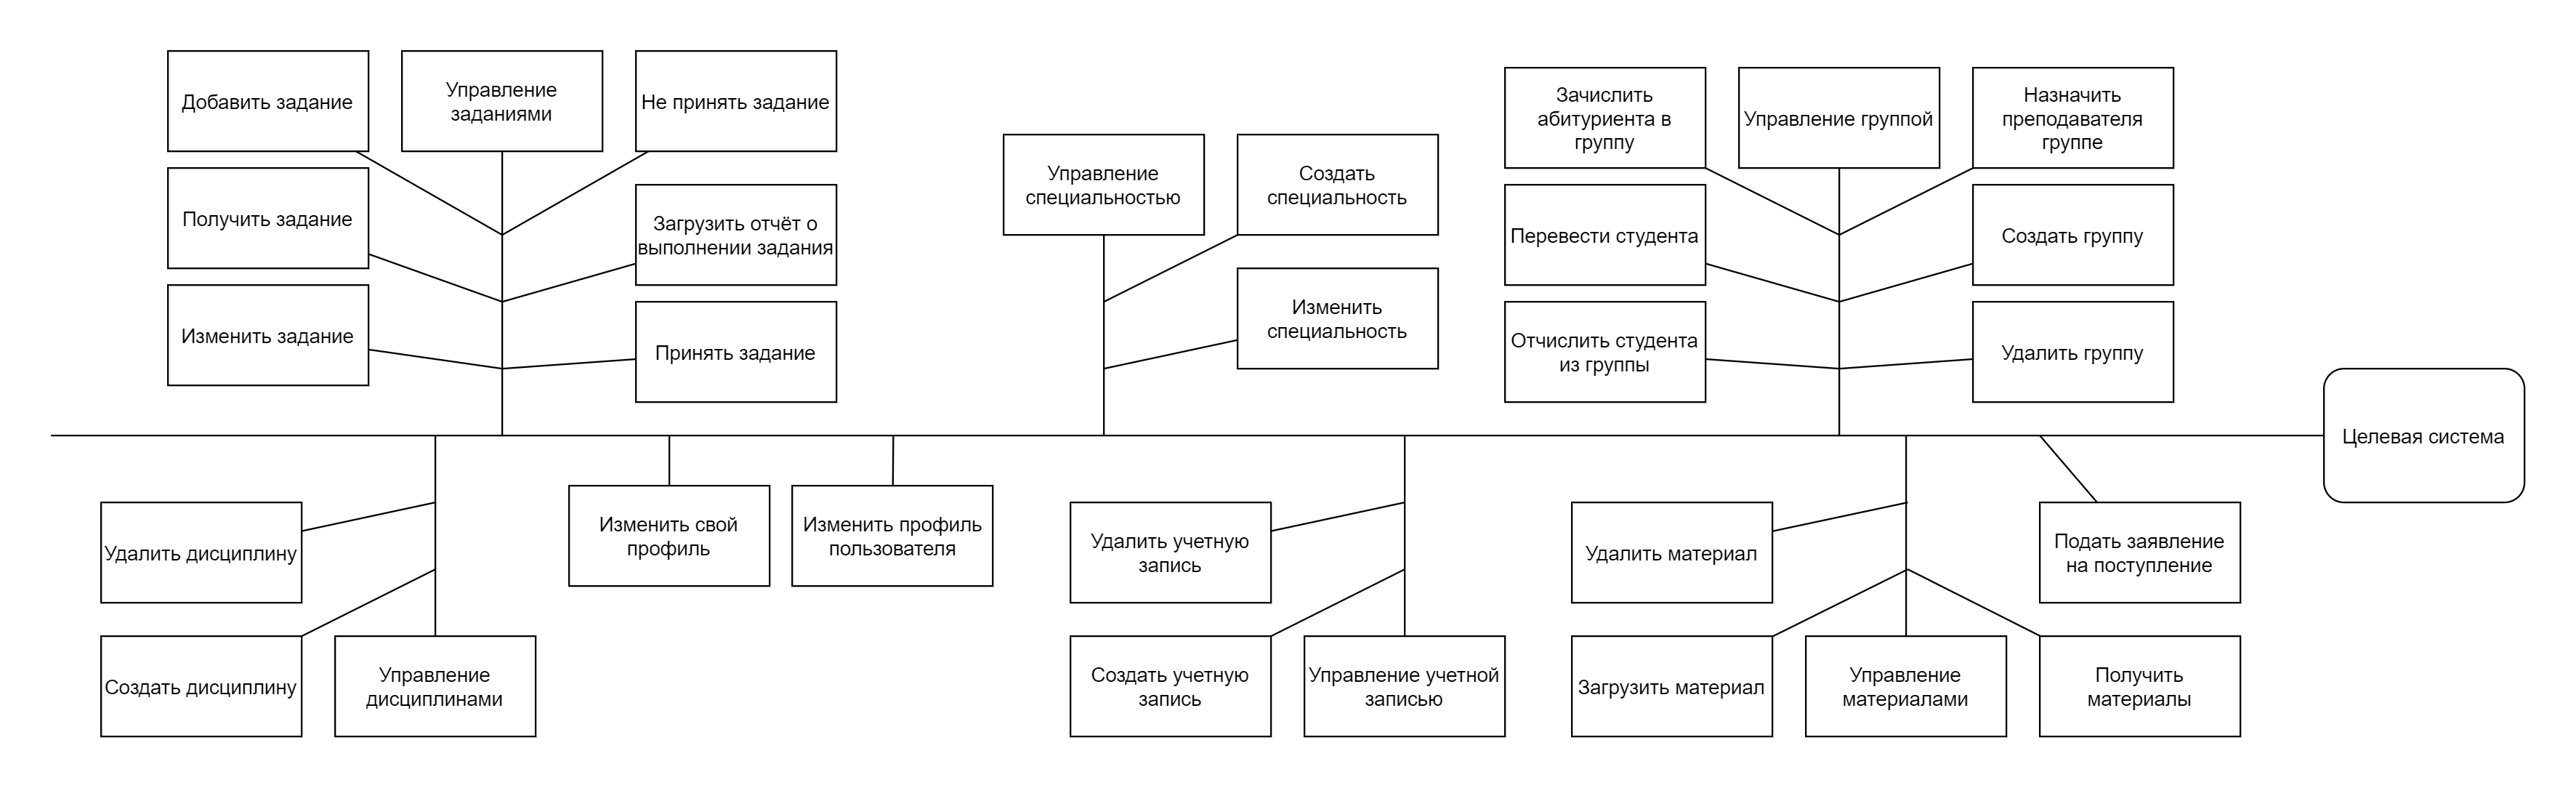 Добавить задание
Управление
заданиями
Не принять задание
Получить задание
Загрузить отчёт о
выполнении задания
Изменить задание
Принять задание
Управление
специальностью
Создать
специальность
Изменить
специальность
Зачислить
абитуриента в
группу
Управление группой
Назначить
преподавателя
группе
Перевести студента
Создать группу
Отчислить студента
из группы
Удалить группу
Целевая система
Удалить дисциплину
Создать дисциплину
Управление
дисциплинами
Изменить свой
профиль
Изменить профиль
пользователя
Удалить учетную
запись
Создать учетную
запись
Управление учетной
записью
Удалить материал
Загрузить материал
Управление
материалами
Подать заявление
на поступление
Получить
материалы